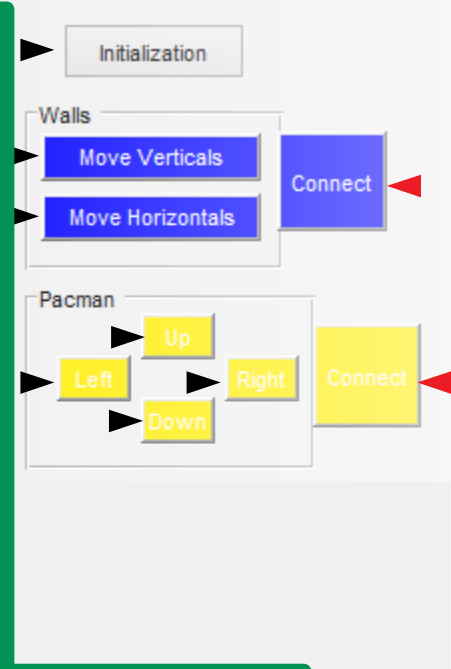 Initialization
Walls
Move Verticals
Connect
Move Horizontals
Pacman
Up
Left
Right
Connect
Down